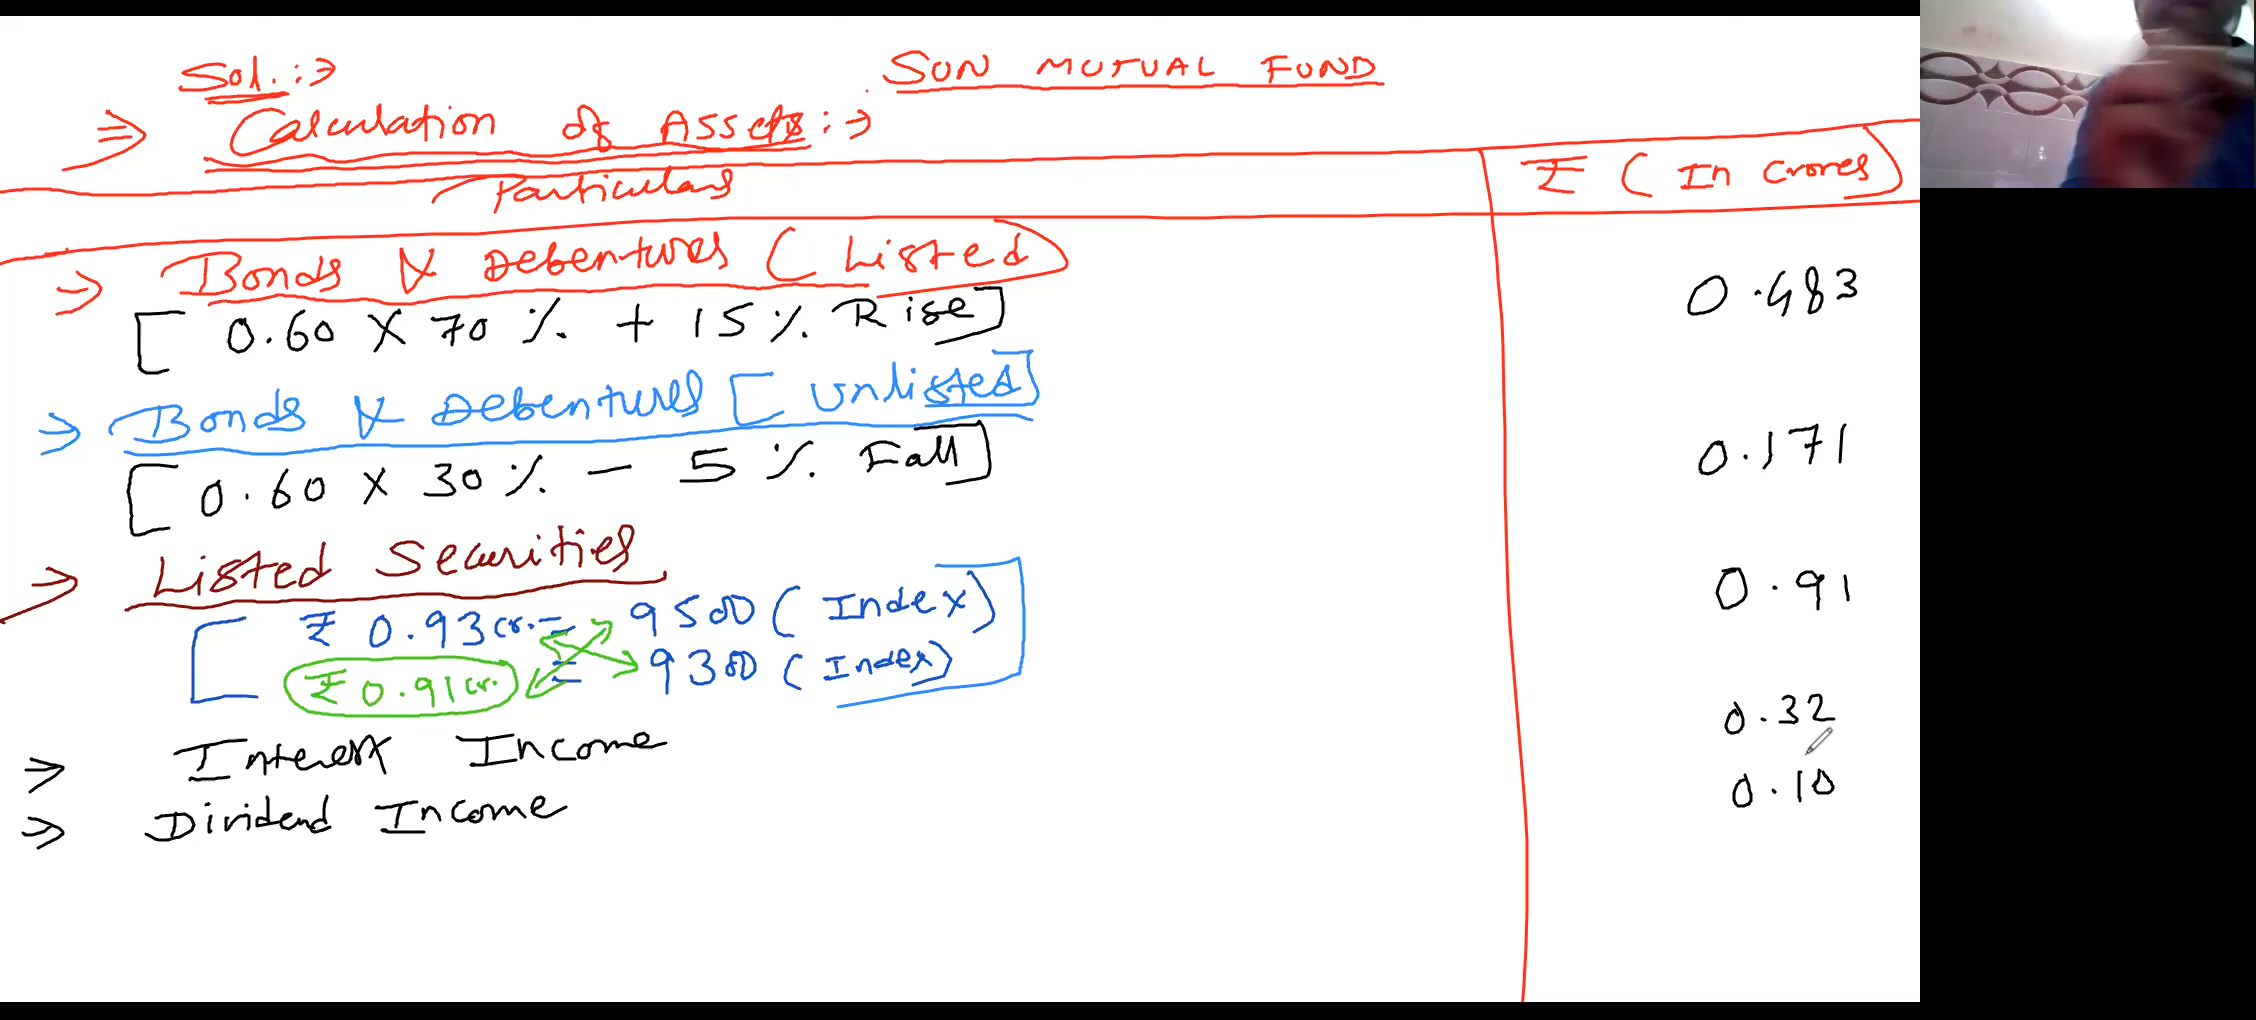 SUN MUTUAL FUND
Sol. :⇒
⇒ Calculation of Assets :⇒
Particulars ₹ (In Crores)
⇒ Bonds & Debentures (Listed) 0.483
[0.60 X 70 % + 15 % Rise]
⇒ Bonds & Debentures [Unlisted] 0.171
[0.60 X 30 % - 5 % Fall]
⇒ Listed Securities 0.91
[₹ 0.93 cr. = 9500 (Index)
₹ 0.91 cr. = 9300 (Index)]
⇒ Interest Income 0.32
⇒ Dividend Income 0.10